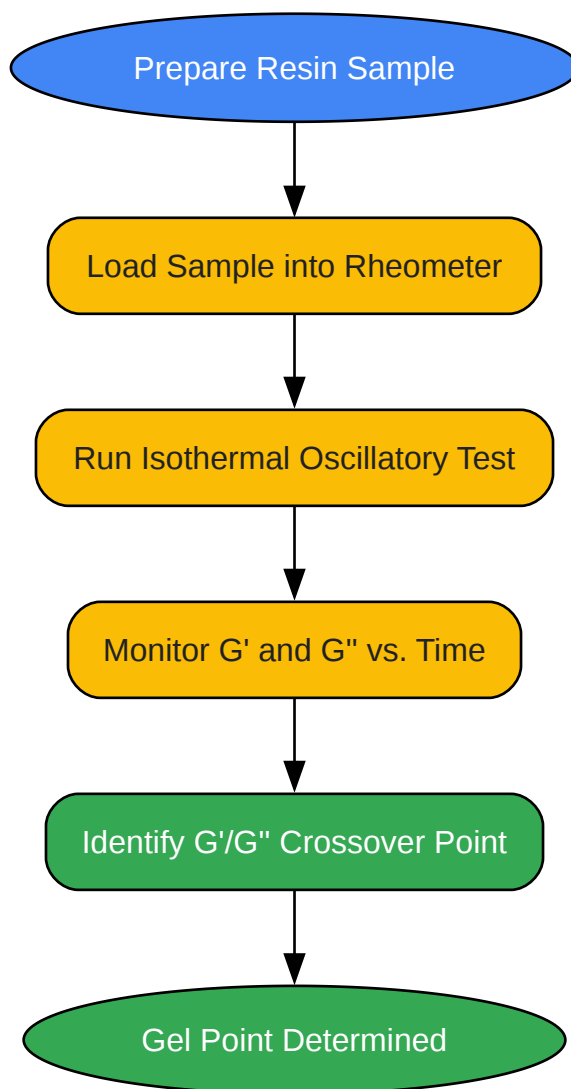 Prepare Resin Sample
Load Sample into Rheometer
Run Isothermal Oscillatory Test
Monitor G' and G'' vs. Time
Identify G'/G'' Crossover Point
Gel Point Determined